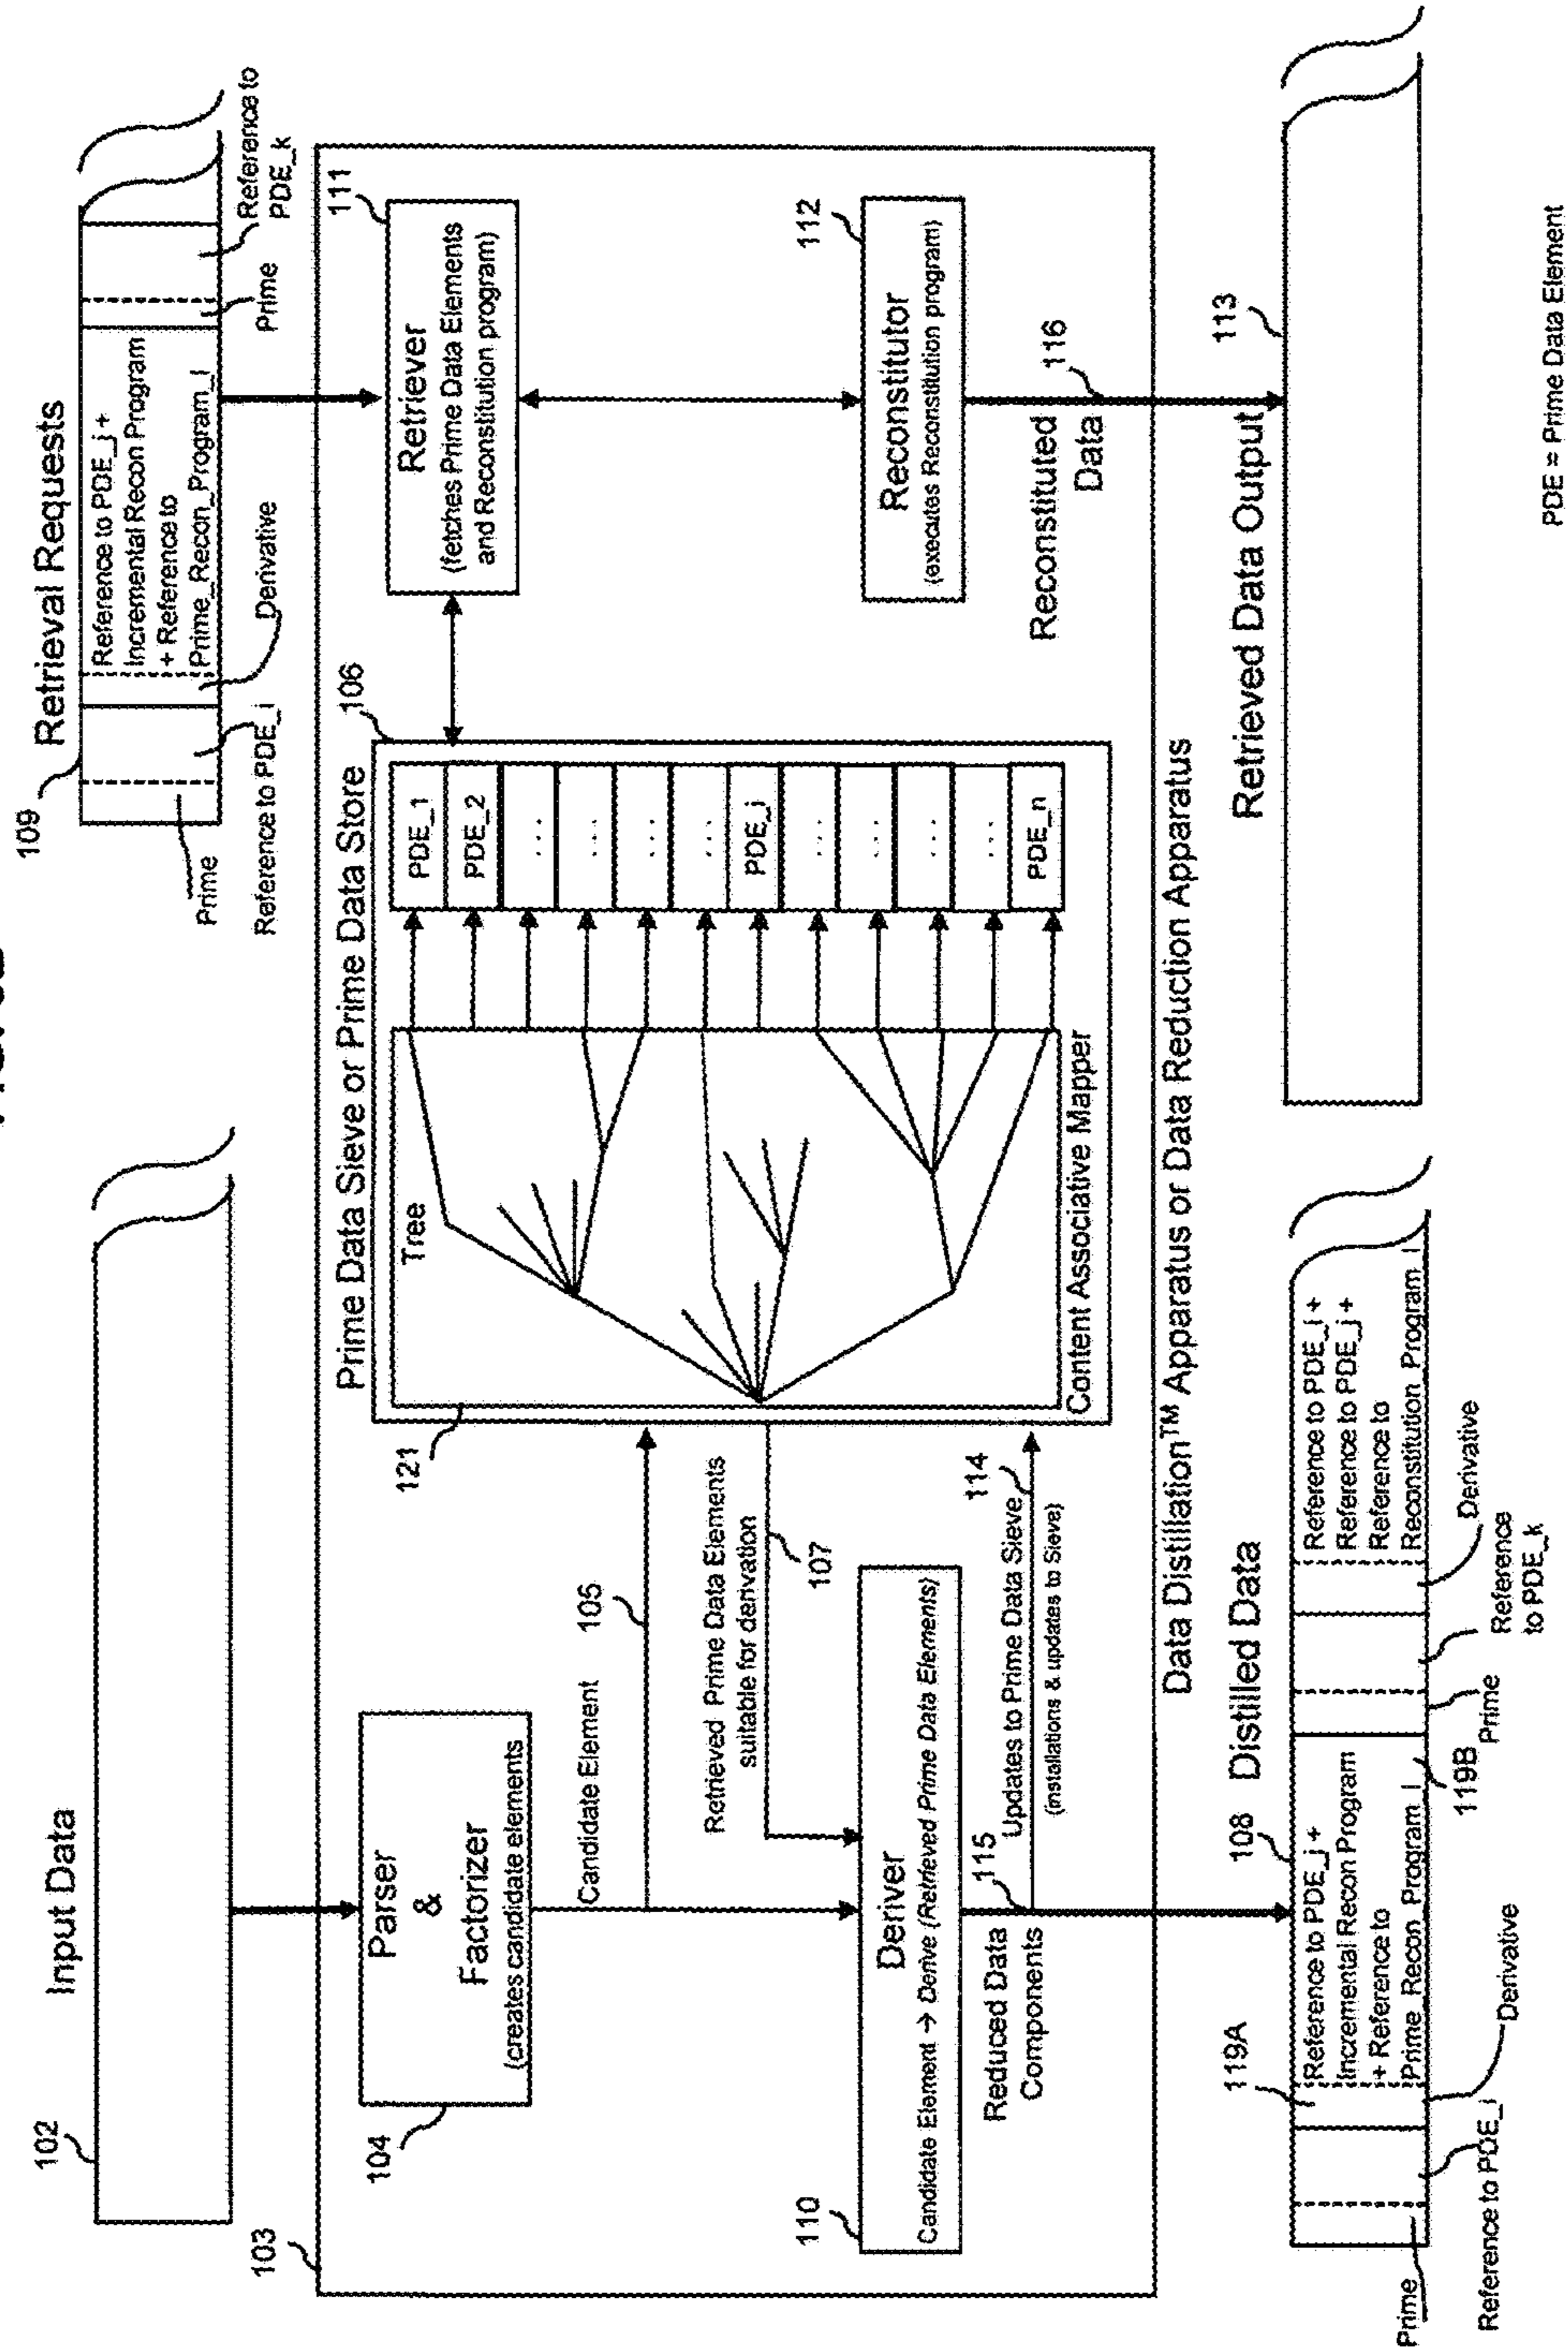 Input Data
102
Retrieval Requests
109
Reference to PDE_j +
Incremental Recon Program
+ Reference to
Prime_Recon_Program_l
Prime
Reference to PDE_i
Derivative
Prime
Reference to
PDE_k
103
Parser
&
Factorizer
(creates candidate elements
104
Candidate Element
105
Retrieved Prime Data Elements
suitable for derivation
107
Deriver
Candidate Element → Derive (Retrieved Prime Data Elements)
110
Reduced Data
Components
115
Updates to Prime Data Sieve
(installations & updates to Sieve)
114
Prime Data Sieve or Prime Data Store
106
121
Tree
Content Associative Mapper
PDE_1
PDE_2
...
...
...
...
PDE_i
...
...
...
...
PDE_n
Retriever
(fetches Prime Data Elements
and Reconstitution program)
111
Reconstitutor
(executes Reconstitution program)
112
Reconstituted
Data
116
Data Distillation™ Apparatus or Data Reduction Apparatus
108
Distilled Data
119A
Reference to PDE_j +
Incremental Recon Program
+ Reference to
Prime_Recon_Program_l
119B
Reference to PDE_i +
Reference to PDE_j +
Reference to
Reconstitution_Program_l
Prime
Reference to PDE_i
Derivative
Prime
Reference
to PDE_k
Derivative
Retrieved Data Output
113
PDE = Prime Data Element